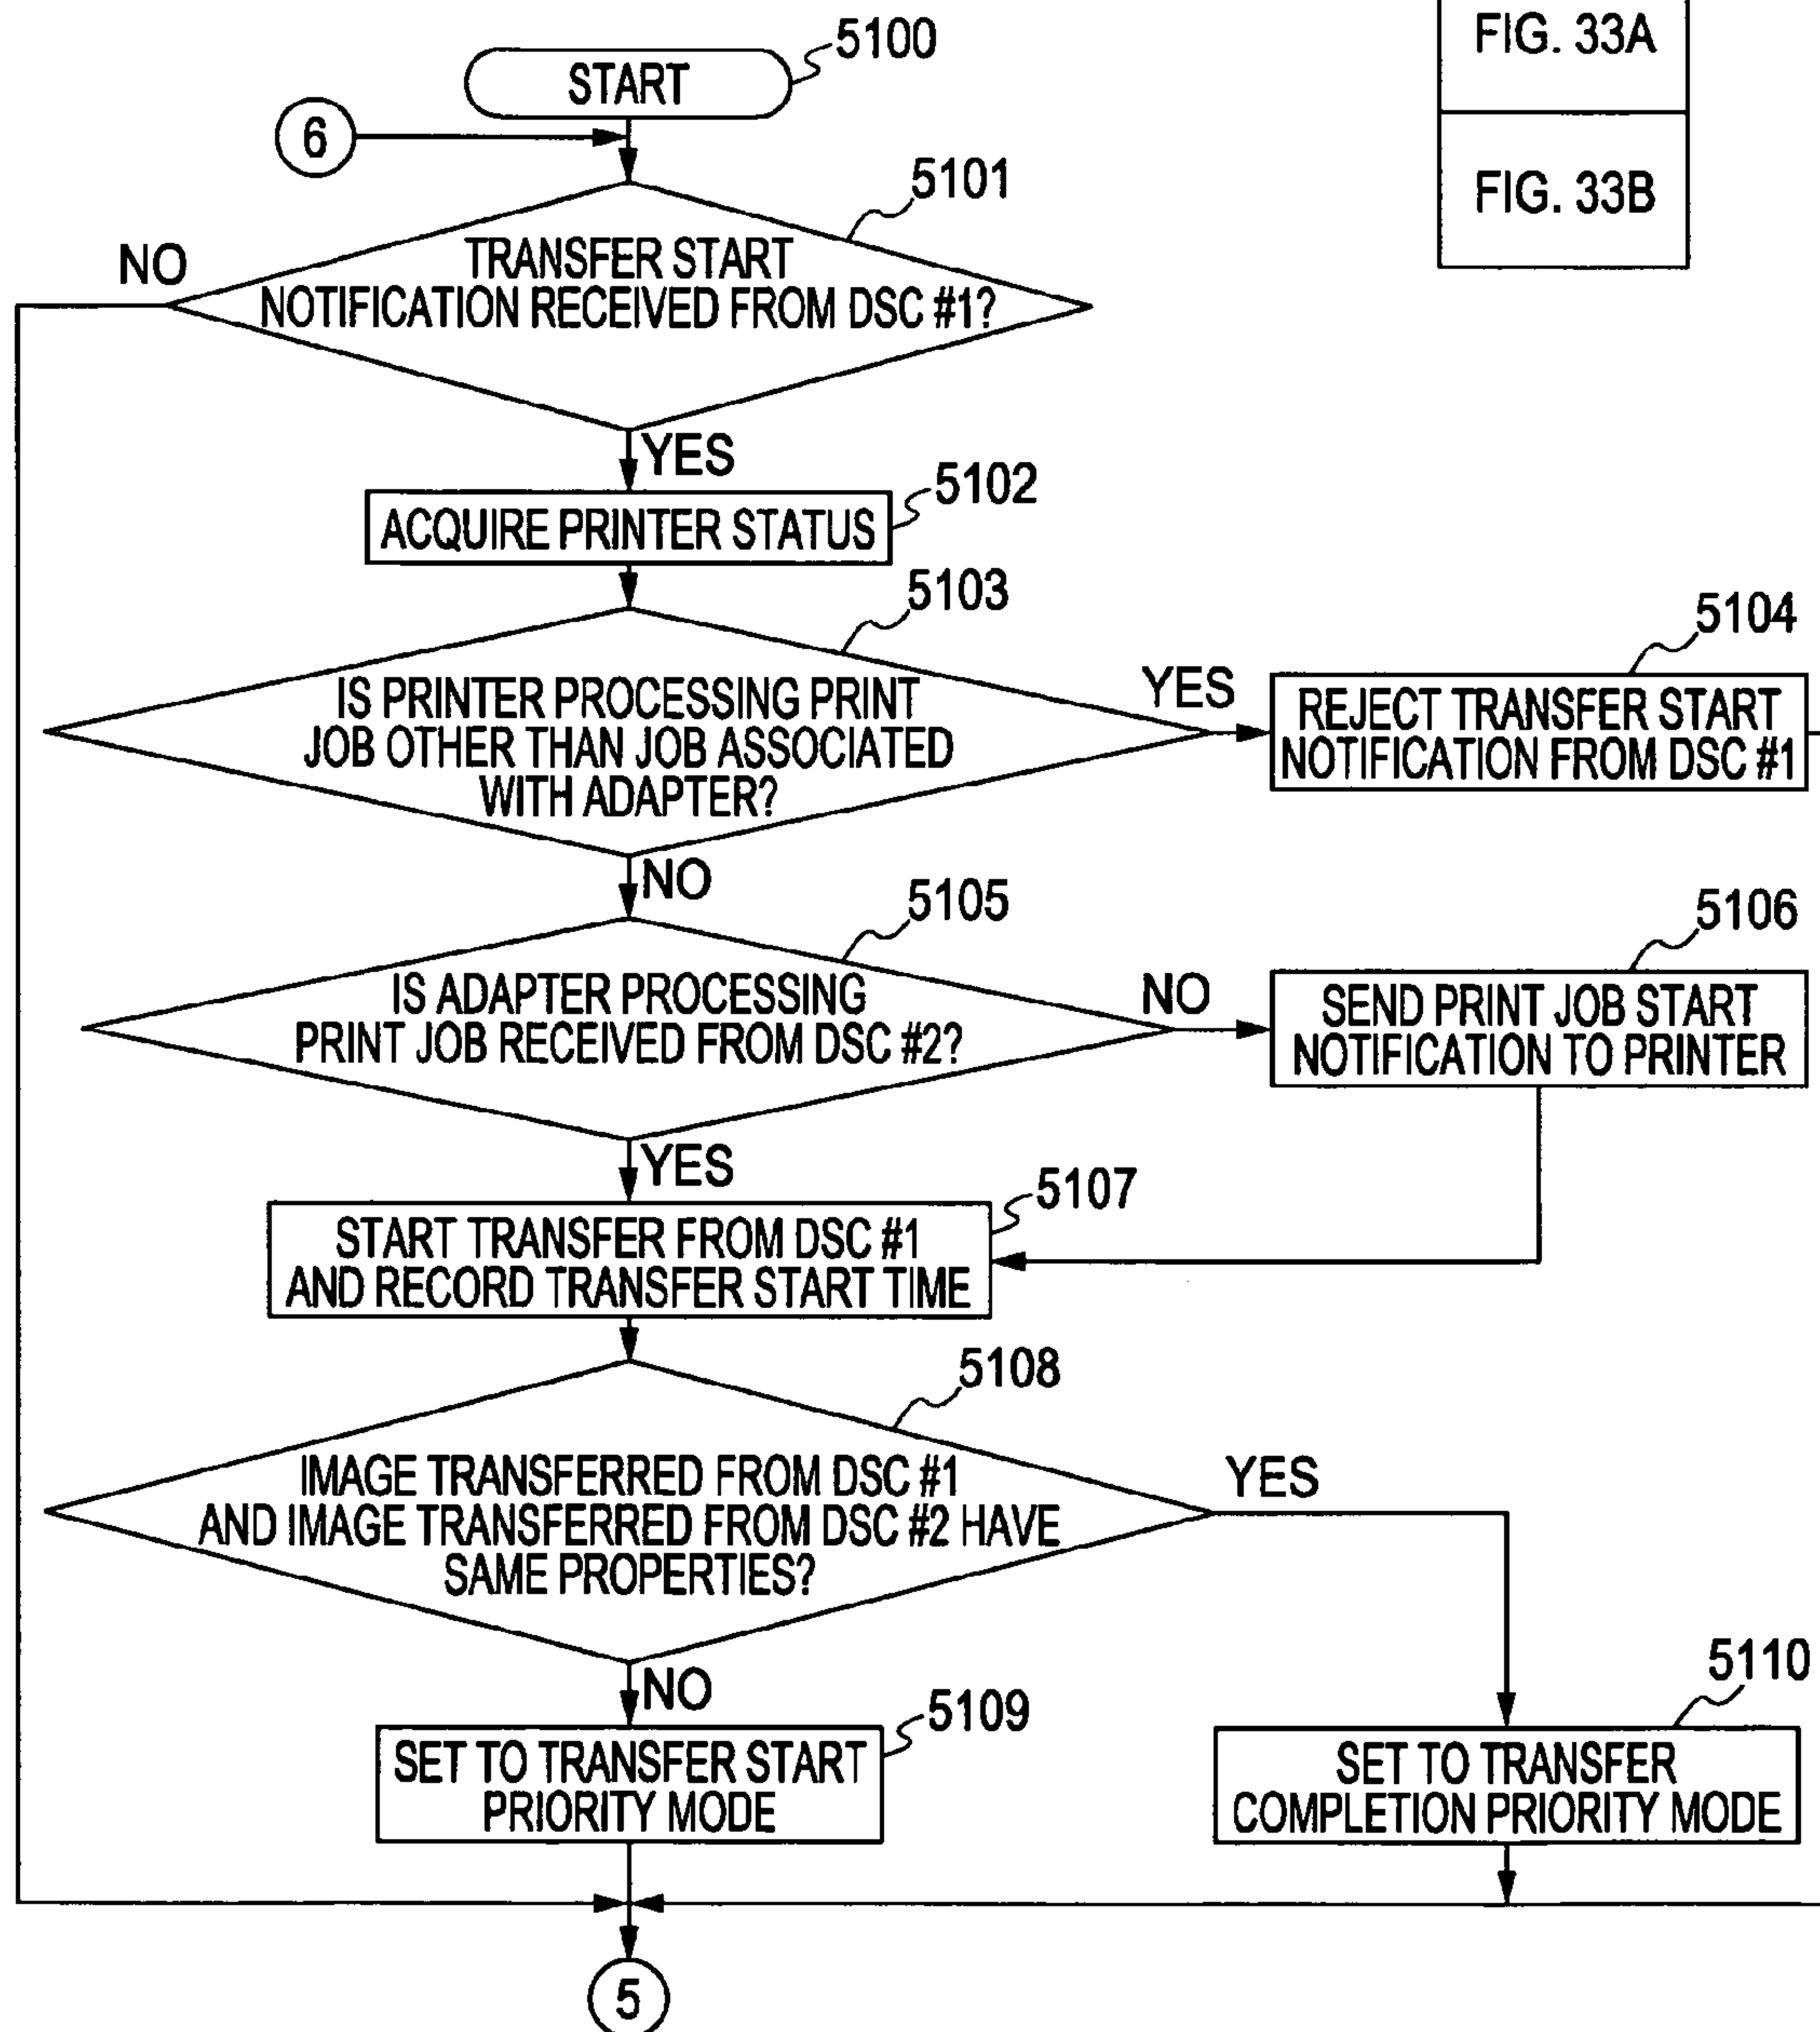 FIG. 33A
FIG. 33B
5100
START
6
5101
TRANSFER START
NOTIFICATION RECEIVED FROM DSC #1?
NO
YES
5102
ACQUIRE PRINTER STATUS
5103
IS PRINTER PROCESSING PRINT
JOB OTHER THAN JOB ASSOCIATED
WITH ADAPTER?
YES
5104
REJECT TRANSFER START
NOTIFICATION FROM DSC #1
NO
5105
IS ADAPTER PROCESSING
PRINT JOB RECEIVED FROM DSC #2?
NO
5106
SEND PRINT JOB START
NOTIFICATION TO PRINTER
YES
5107
START TRANSFER FROM DSC #1
AND RECORD TRANSFER START TIME
5108
IMAGE TRANSFERRED FROM DSC #1
AND IMAGE TRANSFERRED FROM DSC #2 HAVE
SAME PROPERTIES?
YES
NO
5109
SET TO TRANSFER START
PRIORITY MODE
5110
SET TO TRANSFER
COMPLETION PRIORITY MODE
5